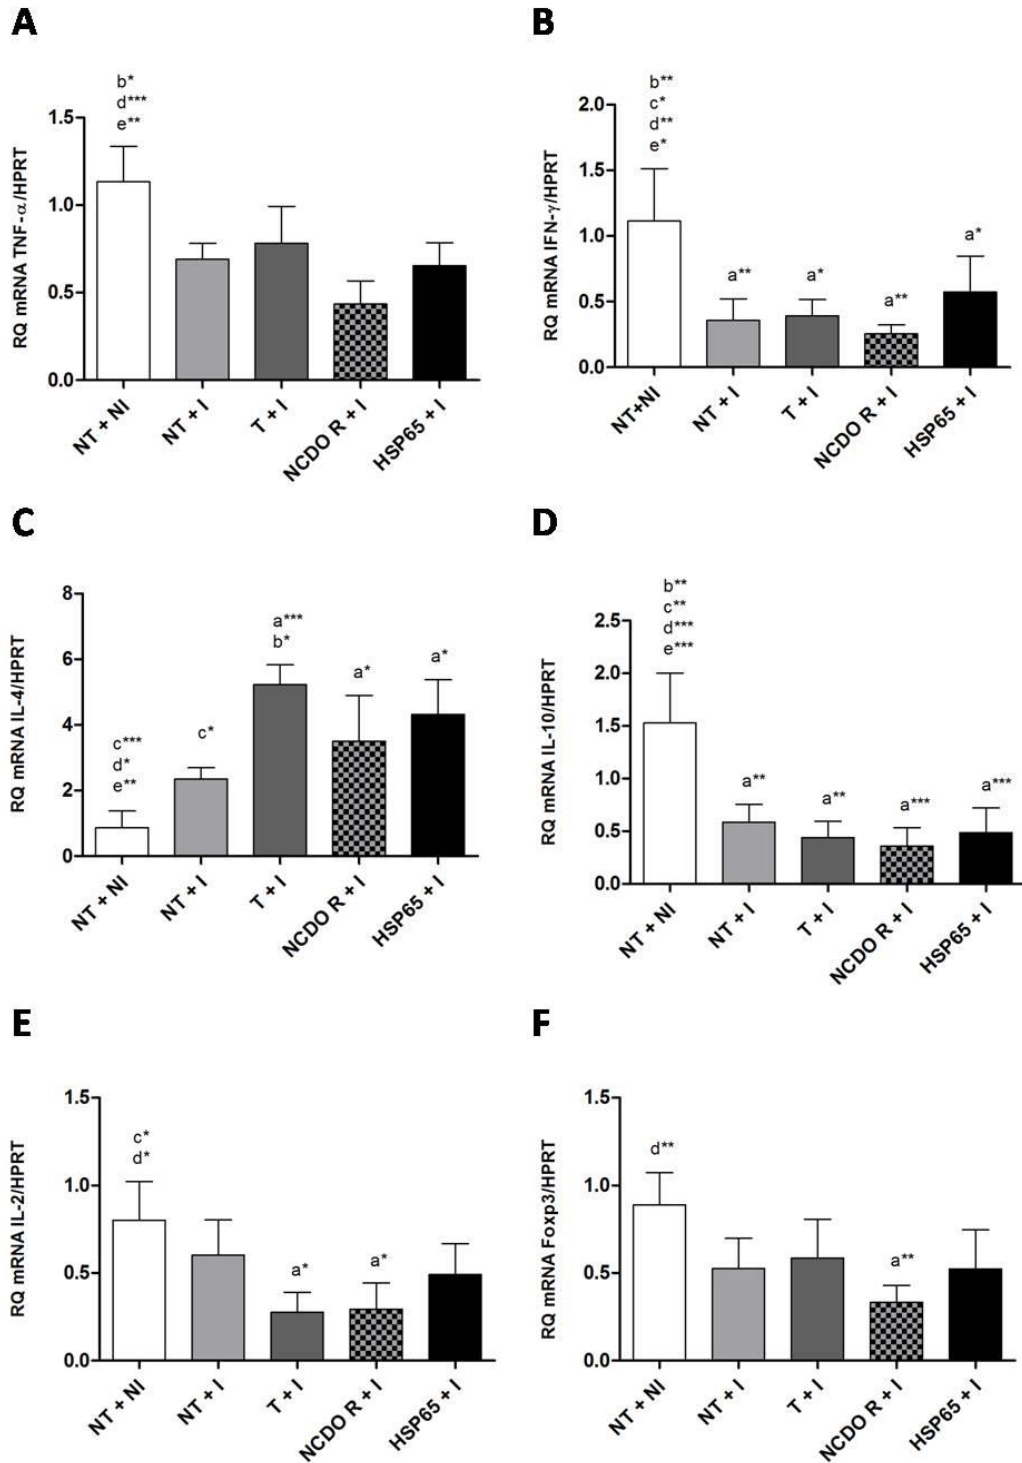 A
RQ mRNA TNF-α/HPRT
b*
d***
e**
1.5
1.0
0.5
0.0
NT + NI
NT + I
T + I
NCDO R + I
HSP65 + I
B
RQ mRNA IFN-γ/HPRT
b**
c*
d**
e*
a**
a*
a**
a*
2.0
1.5
1.0
0.5
0.0
NT+NI
NT + I
T + I
NCDO R + I
HSP65 + I
C
RQ mRNA IL-4/HPRT
c***
d*
e**
c*
a***
b*
a*
a*
8
6
4
2
0
NT + NI
NT + I
T + I
NCDO R + I
HSP65 + I
D
RQ mRNA IL-10/HPRT
b**
c**
d***
e***
a**
a**
a***
a***
2.5
2.0
1.5
1.0
0.5
0.0
NT + NI
NT + I
T + I
NCDO R + I
HSP65 + I
E
RQ mRNA IL-2/HPRT
c*
d*
a*
a*
1.5
1.0
0.5
0.0
NT + NI
NT + I
T + I
NCDO R + I
HSP65 + I
F
RQ mRNA Foxp3/HPRT
d**
a**
1.5
1.0
0.5
0.0
NT + NI
NT + I
T + I
NCDO R + I
HSP65 + I